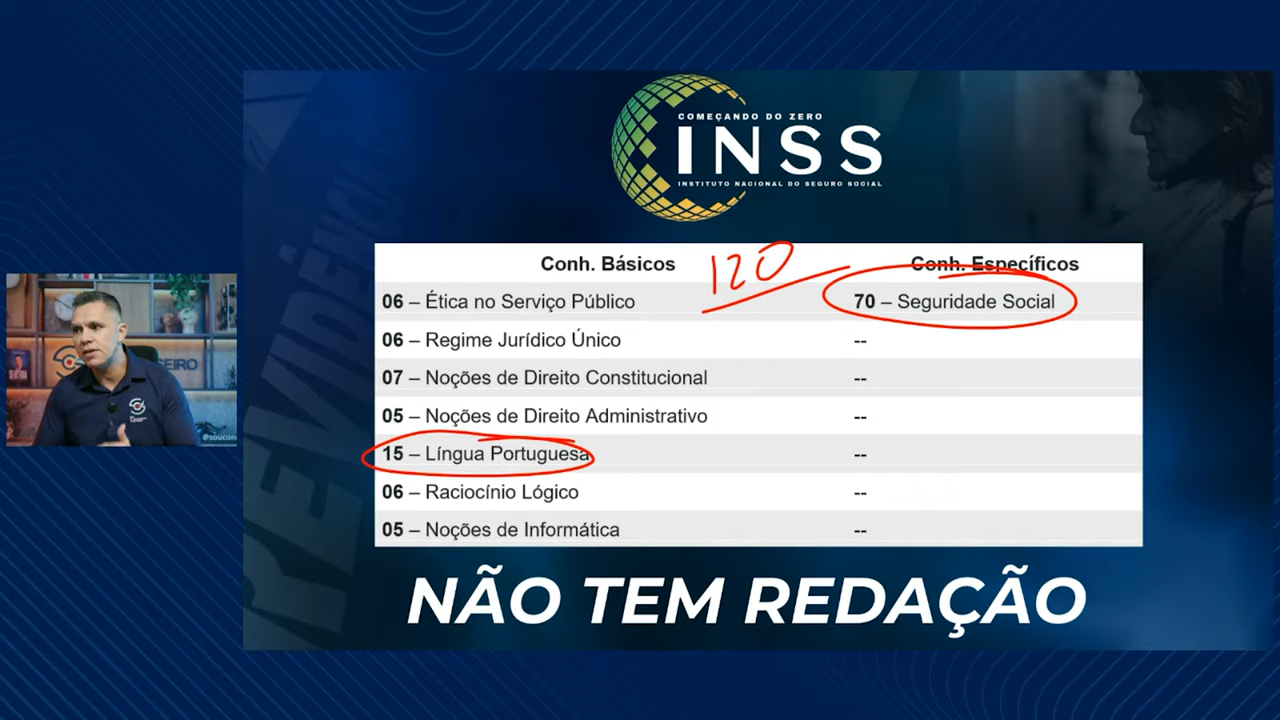 COMEÇANDO DO ZERO
INSS
INSTITUTO NACIONAL DO SEGURO SOCIAL
Conh. Básicos
120
Conh. Específicos
06 – Ética no Serviço Público
70 – Seguridade Social
06 – Regime Jurídico Único
--
07 – Noções de Direito Constitucional
--
05 – Noções de Direito Administrativo
--
15 – Língua Portuguesa
--
06 – Raciocínio Lógico
--
05 – Noções de Informática
--
NÃO TEM REDAÇÃO